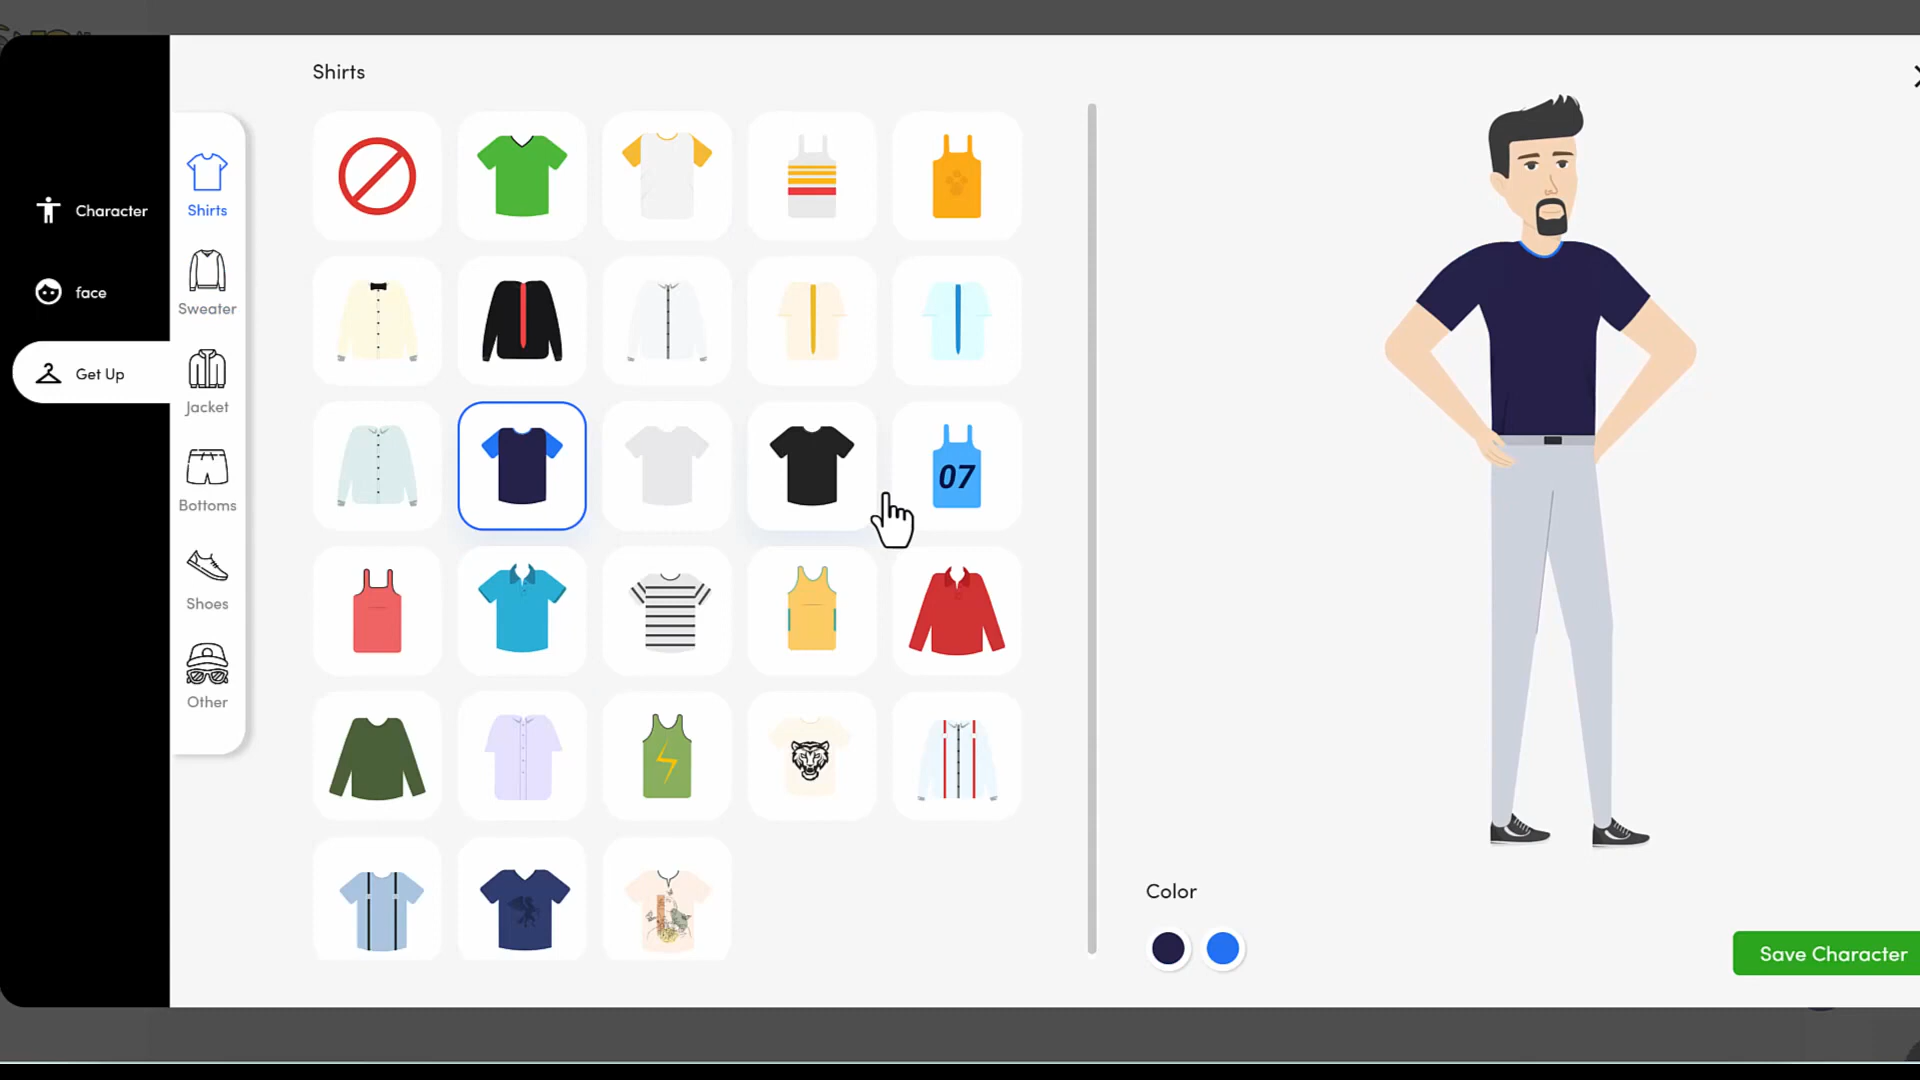 Shirts
Character
face
Get Up
Shirts
Sweater
Jacket
Bottoms
Shoes
Other
07
Color
Save Character